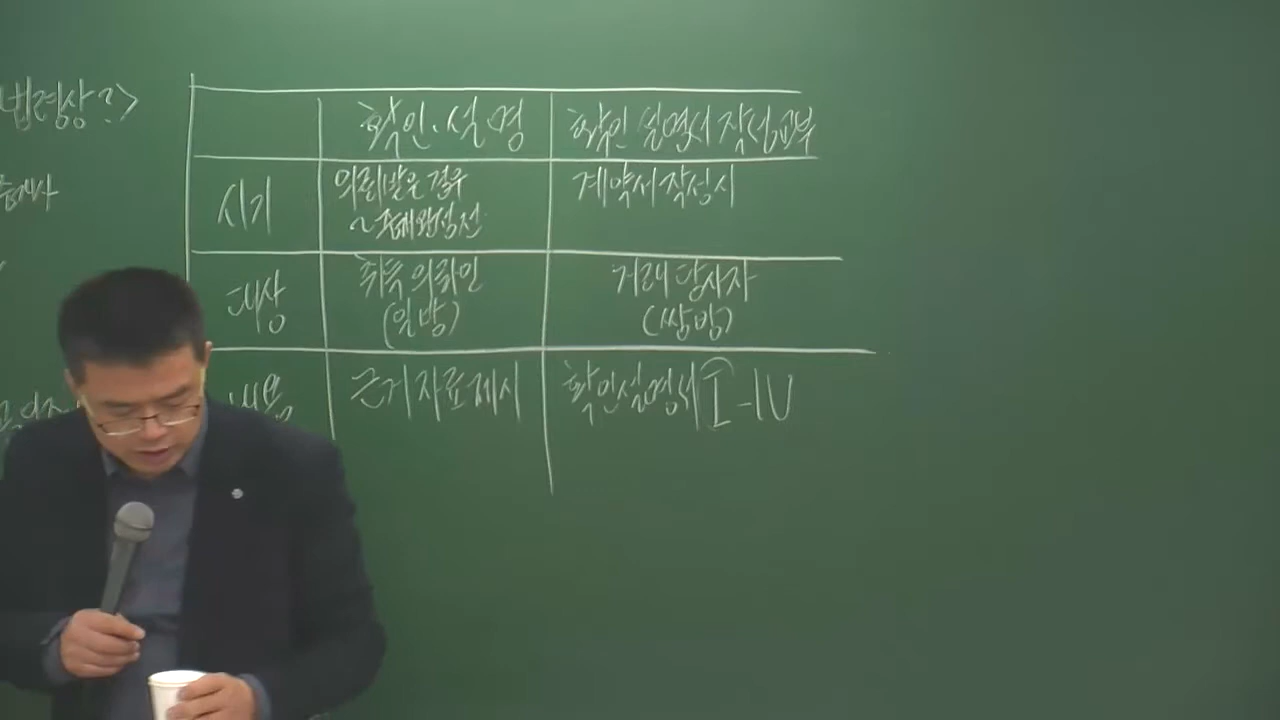 법령상?>
확인·설명
확인 설명서 작성교부
시기
의뢰받은 경우
~중개완성전
계약서작성시
대상
취득 의뢰인
(일방)
거래당사자
(쌍방)
내용
근거자료제시
확인설명서 I-IV